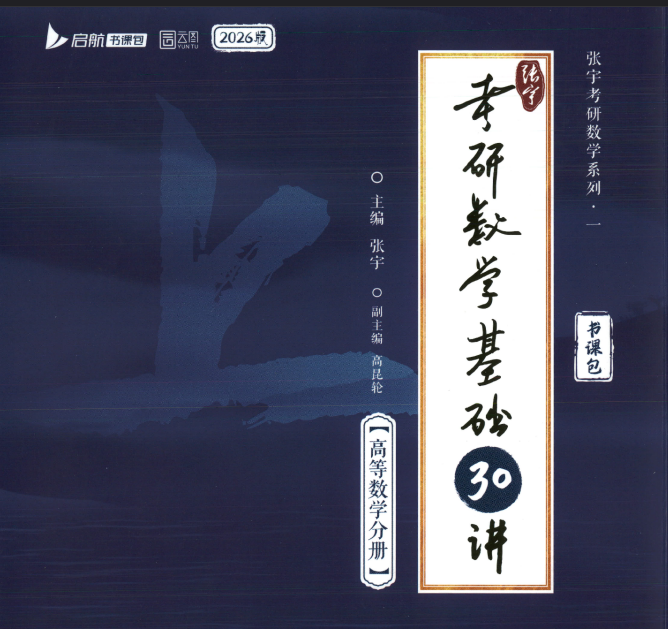 启航 书课包 云图 YUNTU 2026版
张宇考研数学系列·一
书课包
张宇
考研数学基础30讲
○ 主编 张宇 ○ 副主编 高昆轮
【高等数学分册】